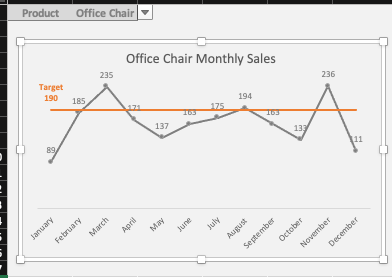 Product Office Chair
Office Chair Monthly Sales
Target
190
89
185
235
171
137
163
175
194
163
133
236
111
January
February
March
April
May
June
July
August
September
October
November
December